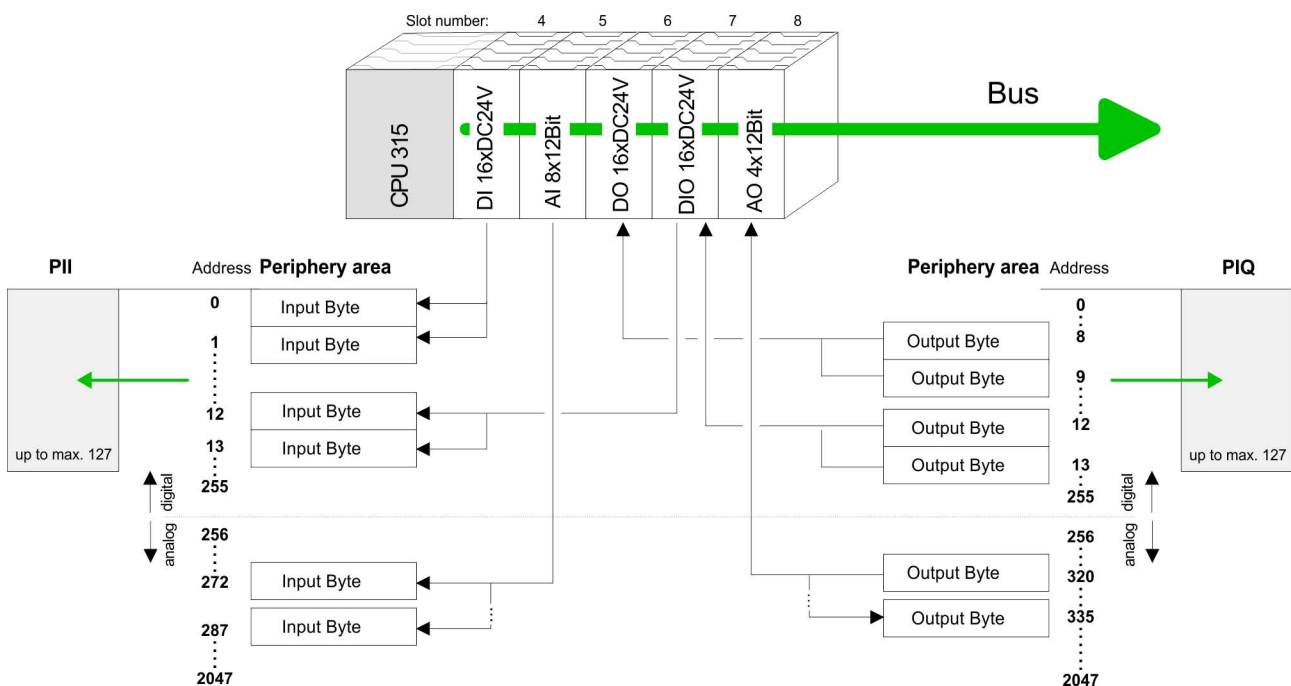 Slot number: 4 5 6 7 8
CPU 315
DI 16xDC24V
AI 8x12Bit
DO 16xDC24V
DIO 16xDC24V
AO 4x12Bit
Bus
PII
Address Periphery area
0 Input Byte
1 Input Byte
12 Input Byte
13 Input Byte
up to max. 127
255
digital
analog
256
272 Input Byte
287 Input Byte
2047
Periphery area Address
PIQ
0
Output Byte 8
Output Byte 9
Output Byte 12
Output Byte 13
up to max. 127
255
digital
analog
256
Output Byte 320
Output Byte 335
2047